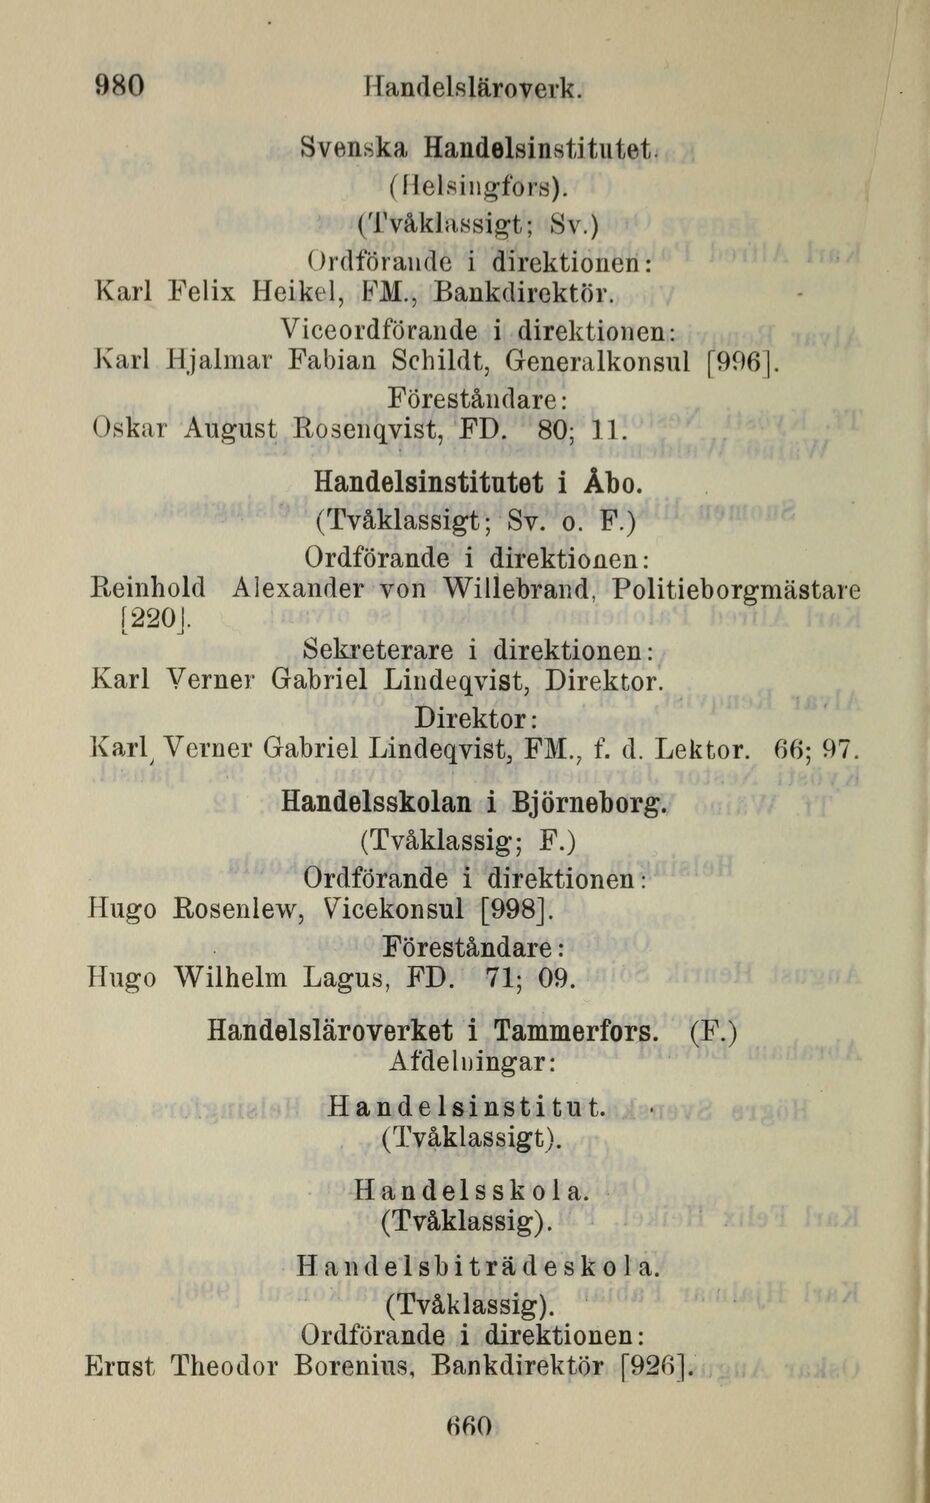 980 Handelsläroverk.
Svenska Handelsinstitutet.
(Helsingfors).
(Tvåklassigt; Sv.)
Ordförande i direktionen:
Karl Felix Heikel, FM., Bankdirektör.
Viceordförande i direktionen:
Karl Hjalmar Fabian Schildt, Generalkonsul [996].
Föreståndare:
Oskar August Rosenqvist, FD. 80; 11.
Handelsinstitutet i Åbo.
(Tvåklassigt; Sv. o. F.)
Ordförande i direktionen:
Reinhold Alexander von Willebrand, Politieborgmästare
[220].
Sekreterare i direktionen:
Karl Verner Gabriel Lindeqvist, Direktor.
Direktor:
Karl, Verner Gabriel Lindeqvist, FM., f. d. Lektor. 66; 97.
Handelsskolan i Björneborg.
(Tvåklassig; F.)
Ordförande i direktionen:
Hugo Rosenlew, Vicekonsul [998].
Föreståndare:
Hugo Wilhelm Lagus, FD. 71; 09.
Handelsläroverket i Tammerfors. (F.)
Afdelningar:
Handelsinstitut.
(Tvåklassigt).
Handelsskola.
(Tvåklassig).
Handelsbiträdeskola.
(Tvåklassig).
Ordförande i direktionen:
Ernst Theodor Borenius, Bankdirektör [926].
660